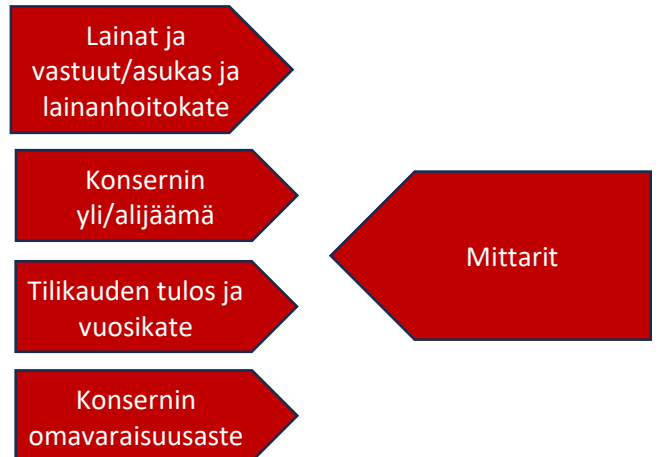 Lainat ja
vastuut/asukas ja
lainanhoitokate
Konsernin
yli/alijäämä
Tilikauden tulos ja
vuosikate
Konsernin
omavaraisuusaste
Mittarit